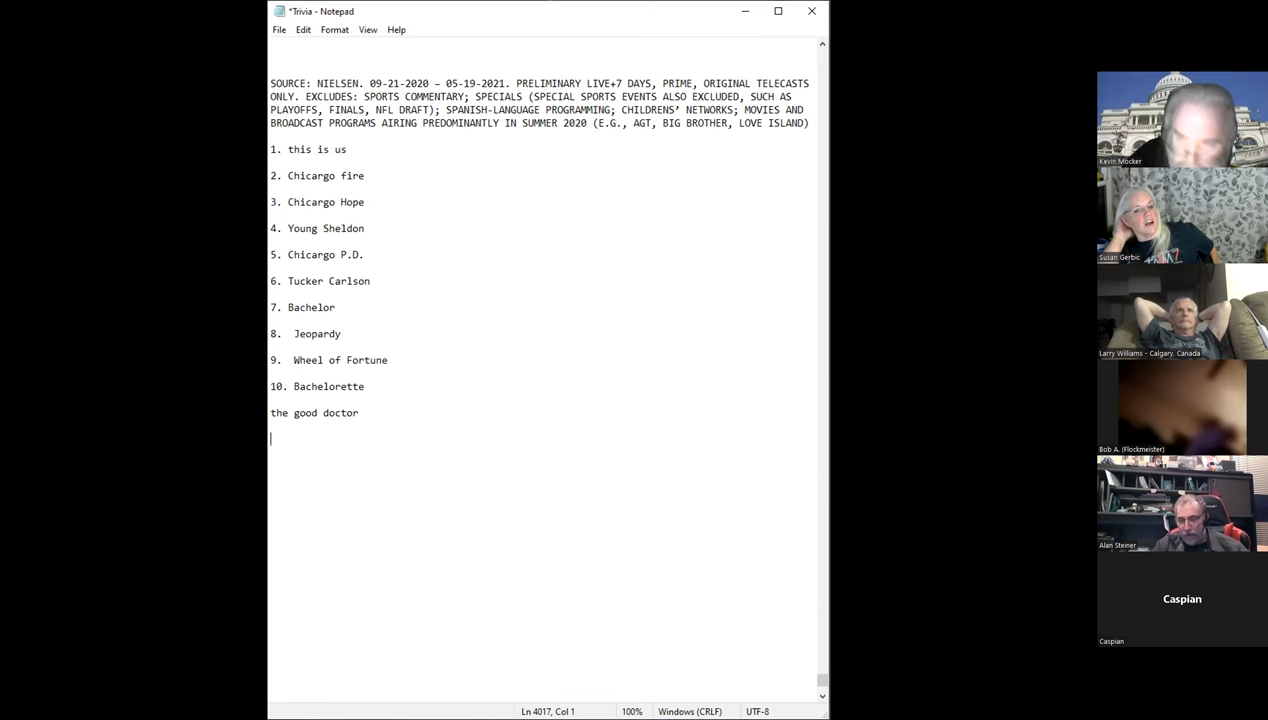 *Trivia - Notepad
File Edit Format View Help
SOURCE: NIELSEN. 09-21-2020 – 05-19-2021. PRELIMINARY LIVE+7 DAYS, PRIME, ORIGINAL TELECASTS
ONLY. EXCLUDES: SPORTS COMMENTARY; SPECIALS (SPECIAL SPORTS EVENTS ALSO EXCLUDED, SUCH AS
PLAYOFFS, FINALS, NFL DRAFT); SPANISH-LANGUAGE PROGRAMMING; CHILDRENS’ NETWORKS; MOVIES AND
BROADCAST PROGRAMS AIRING PREDOMINANTLY IN SUMMER 2020 (E.G., AGT, BIG BROTHER, LOVE ISLAND)
1. this is us
2. Chicargo fire
3. Chicargo Hope
4. Young Sheldon
5. Chicargo P.D.
6. Tucker Carlson
7. Bachelor
8. Jeopardy
9. Wheel of Fortune
10. Bachelorette
the good doctor
Ln 4017, Col 1 100% Windows (CRLF) UTF-8
Kevin Mocker
Susan Gerbic
Larry Williams - Calgary, Canada
Bob A. (Flockmeister)
Alan Steiner
Caspian
Caspian